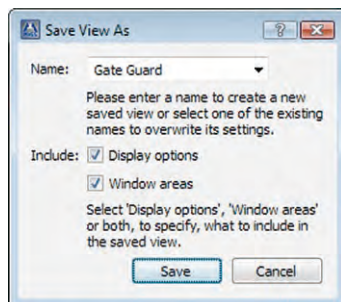 Save View As
Name: Gate Guard
Please enter a name to create a new
saved view or select one of the existing
names to overwrite its settings.
Include: Display options
Window areas
Select 'Display options', 'Window areas'
or both, to specify, what to include in
the saved view.
Save Cancel